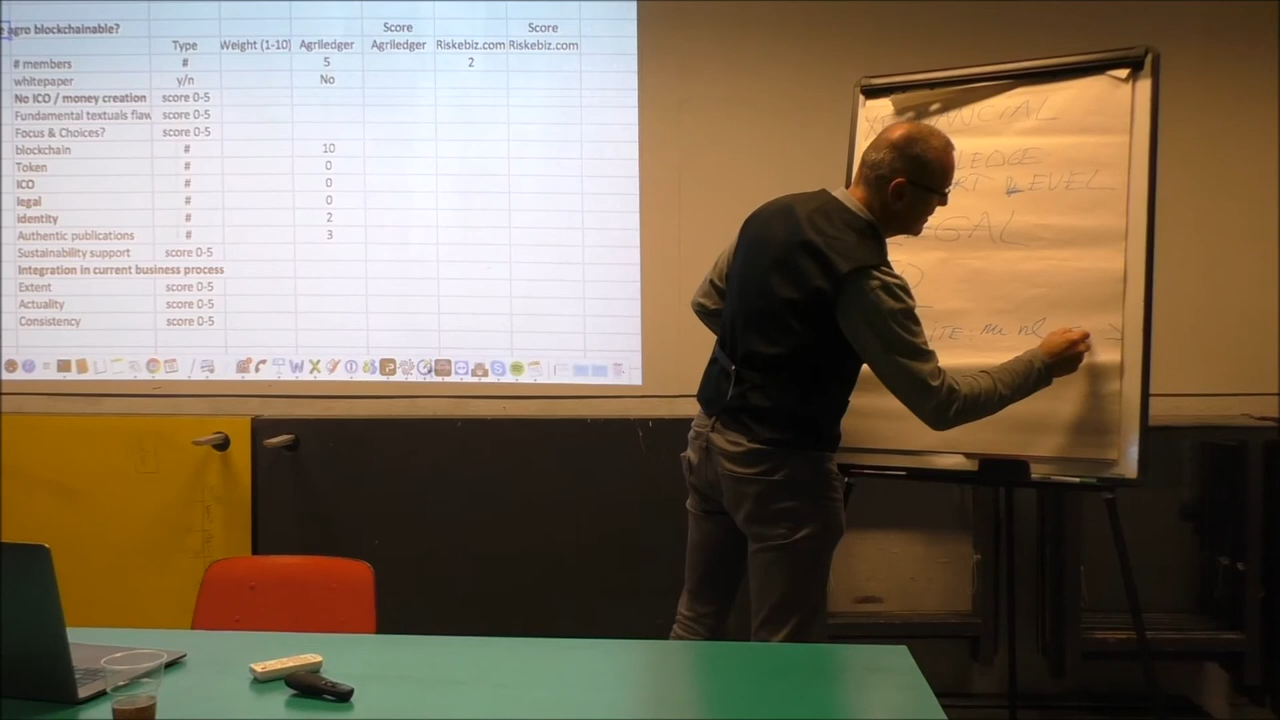 agro blockchainable? Score Score
Type Weight (1-10) Agriledger Agriledger Riskebiz.com Riskebiz.com
# members # 5 2
whitepaper y/n No
No ICO / money creation score 0-5
Fundamental textuals flaw score 0-5
Focus & Choices? score 0-5
blockchain # 10
Token # 0
ICO # 0
legal # 0
identity # 2
Authentic publications # 3
Sustainability support score 0-5
Integration in current business process
Extent score 0-5
Actuality score 0-5
Consistency score 0-5
ANCIAL
LEDGE
RT LEVEL
EGAL
ITE: